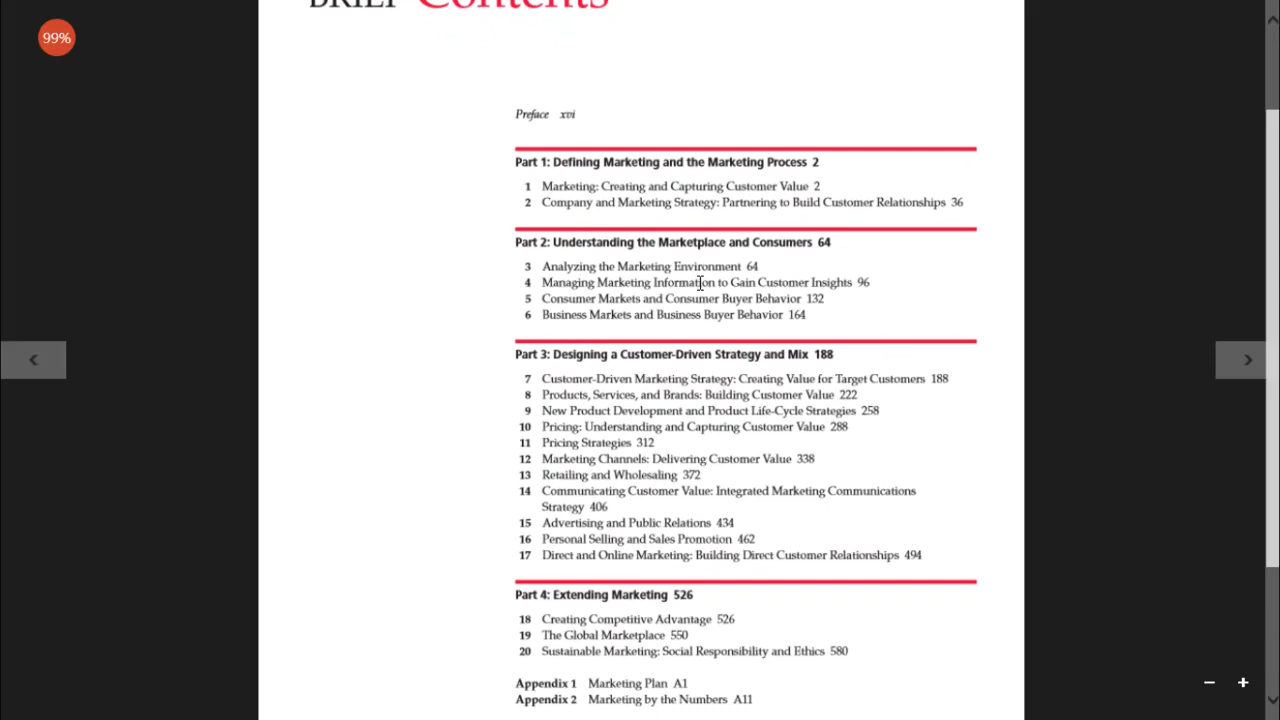 99%
BRIEF Contents
Preface xvi
Part 1: Defining Marketing and the Marketing Process 2
1 Marketing: Creating and Capturing Customer Value 2
2 Company and Marketing Strategy: Partnering to Build Customer Relationships 36
Part 2: Understanding the Marketplace and Consumers 64
3 Analyzing the Marketing Environment 64
4 Managing Marketing Information to Gain Customer Insights 96
5 Consumer Markets and Consumer Buyer Behavior 132
6 Business Markets and Business Buyer Behavior 164
Part 3: Designing a Customer-Driven Strategy and Mix 188
7 Customer-Driven Marketing Strategy: Creating Value for Target Customers 188
8 Products, Services, and Brands: Building Customer Value 222
9 New Product Development and Product Life-Cycle Strategies 258
10 Pricing: Understanding and Capturing Customer Value 288
11 Pricing Strategies 312
12 Marketing Channels: Delivering Customer Value 338
13 Retailing and Wholesaling 372
14 Communicating Customer Value: Integrated Marketing Communications
Strategy 406
15 Advertising and Public Relations 434
16 Personal Selling and Sales Promotion 462
17 Direct and Online Marketing: Building Direct Customer Relationships 494
Part 4: Extending Marketing 526
18 Creating Competitive Advantage 526
19 The Global Marketplace 550
20 Sustainable Marketing: Social Responsibility and Ethics 580
Appendix 1 Marketing Plan A1
Appendix 2 Marketing by the Numbers A11